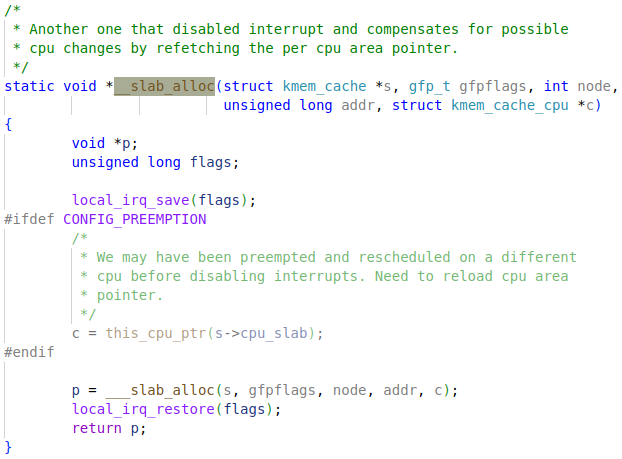 /*
 * Another one that disabled interrupt and compensates for possible
 * cpu changes by refetching the per cpu area pointer.
 */
static void *__slab_alloc(struct kmem_cache *s, gfp_t gfpflags, int node,
                          unsigned long addr, struct kmem_cache_cpu *c)
{
        void *p;
        unsigned long flags;

        local_irq_save(flags);
#ifdef CONFIG_PREEMPTION
        /*
         * We may have been preempted and rescheduled on a different
         * cpu before disabling interrupts. Need to reload cpu area
         * pointer.
         */
        c = this_cpu_ptr(s->cpu_slab);
#endif

        p = ___slab_alloc(s, gfpflags, node, addr, c);
        local_irq_restore(flags);
        return p;
}